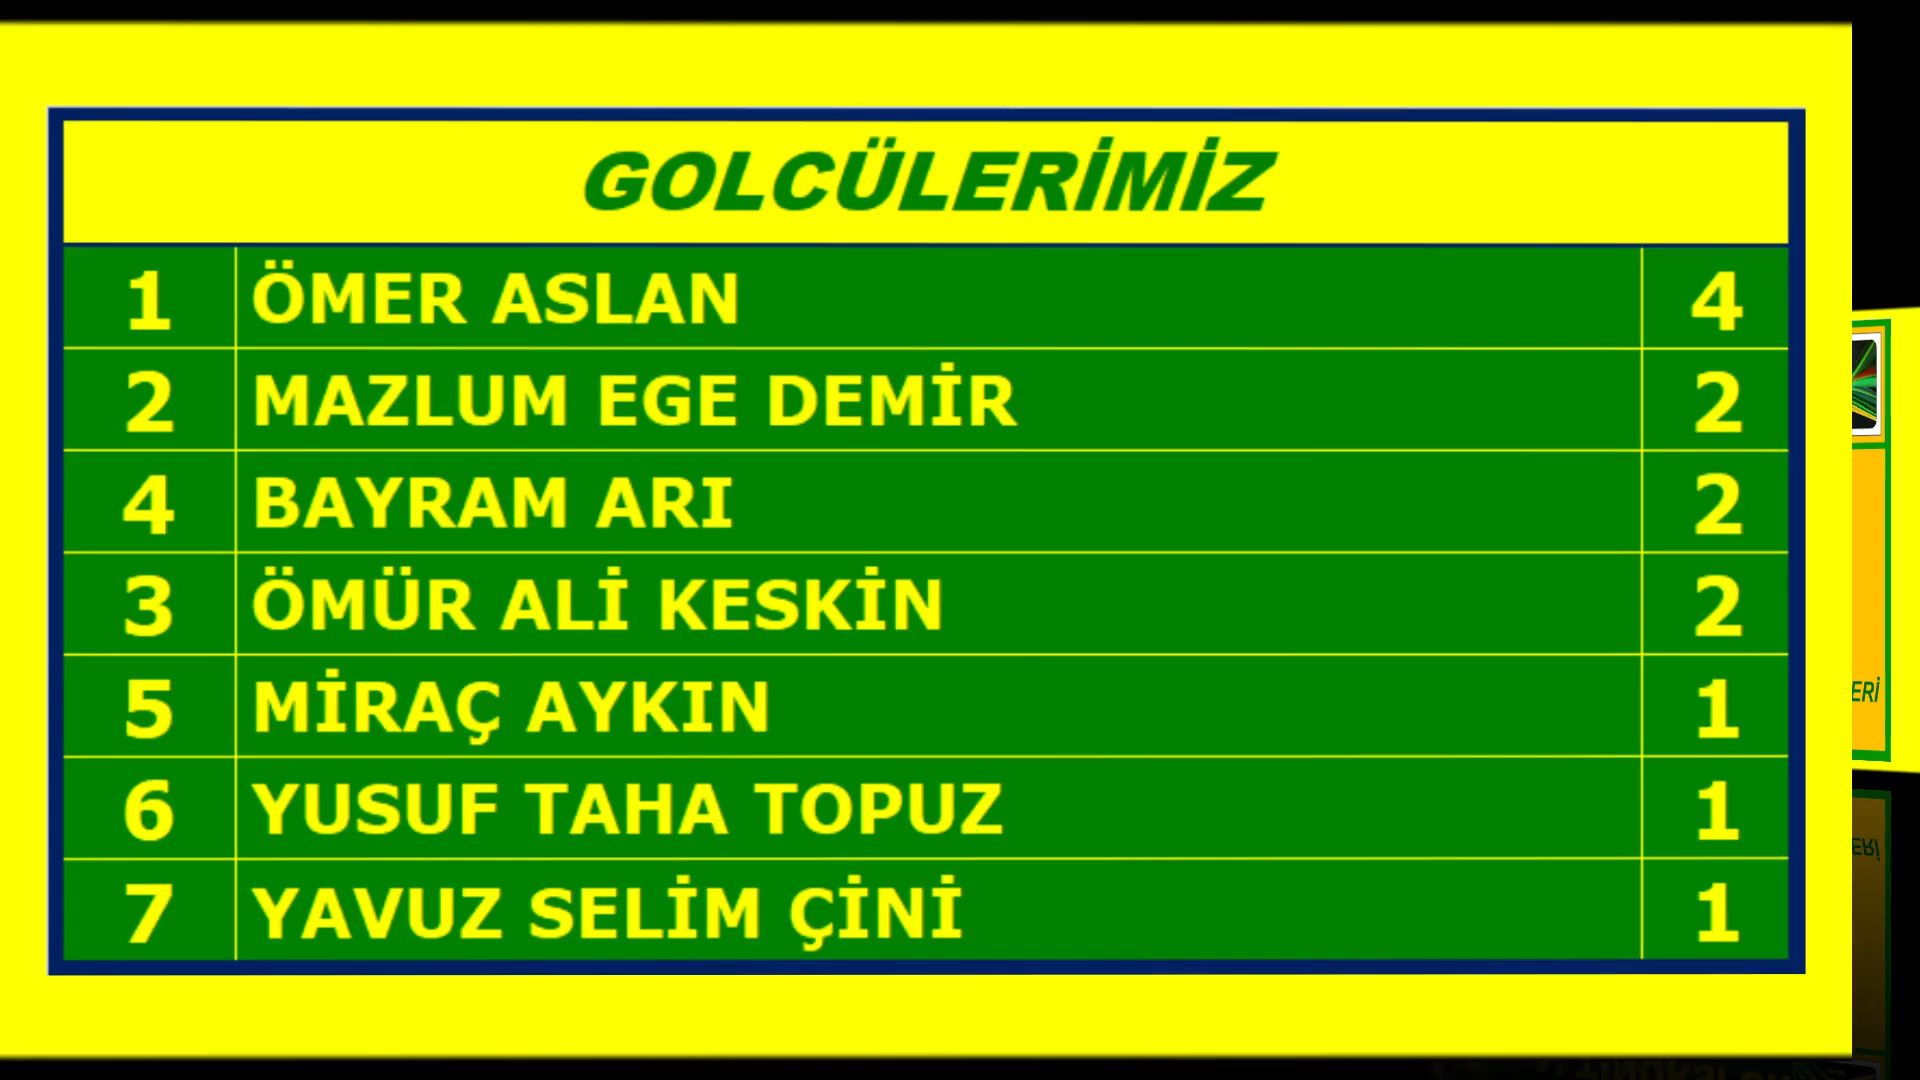 GOLCÜLERİMİZ
1 ÖMER ASLAN 4
2 MAZLUM EGE DEMİR 2
4 BAYRAM ARI 2
3 ÖMÜR ALİ KESKİN 2
5 MİRAÇ AYKIN 1
6 YUSUF TAHA TOPUZ 1
7 YAVUZ SELİM ÇİNİ 1
ERİ